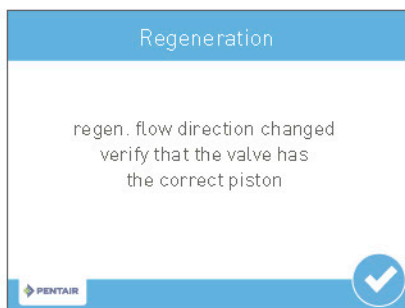 Regeneration
regen. flow direction changed
verify that the valve has
the correct piston
PENTAIR